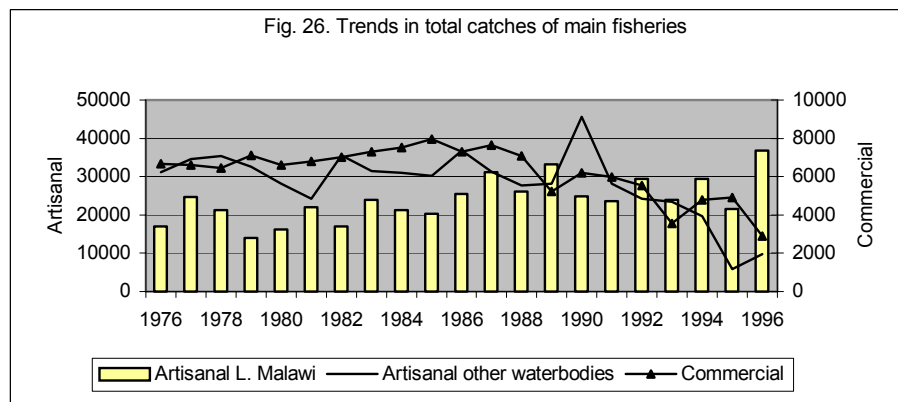 Fig. 26. Trends in total catches of main fisheries
50000 10000
40000 8000
30000 6000
20000 4000
10000 2000
0 0
Artisanal
Commercial
1976 1978 1980 1982 1984 1986 1988 1990 1992 1994 1996
Artisanal L. Malawi Artisanal other waterbodies Commercial